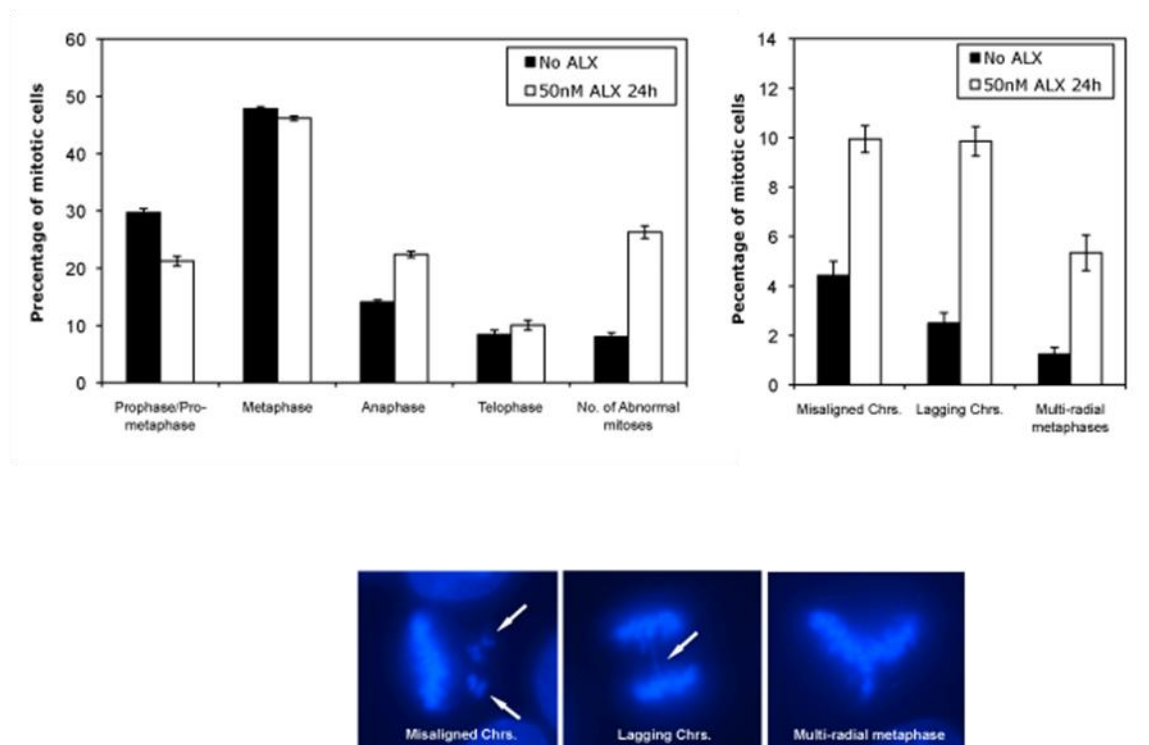 Precentage of mitotic cells
60
50
40
30
20
10
0
No ALX
50nM ALX 24h
Prophase/Pro-
metaphase
Metaphase
Anaphase
Telophase
No. of Abnormal
mitoses
Pecentage of mitotic cells
14
12
10
8
6
4
2
0
No ALX
50nM ALX 24h
Misaligned Chrs.
Lagging Chrs.
Multi-radial
metaphases
Misaligned Chrs.
Lagging Chrs.
Multi-radial metaphase